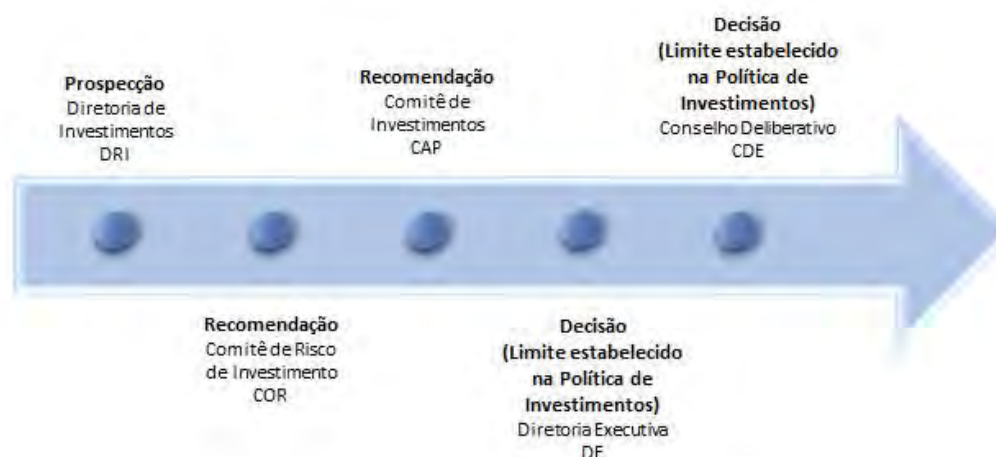 Prospecção
Diretoria de
Investimentos
DRI
Recomendação
Comitê de Risco
de Investimento
COR
Recomendação
Comitê de
Investimentos
CAP
Decisão
(Limite estabelecido
na Política de
Investimentos)
Diretoria Executiva
DE
Decisão
(Limite estabelecido
na Política de
Investimentos)
Conselho Deliberativo
CDE